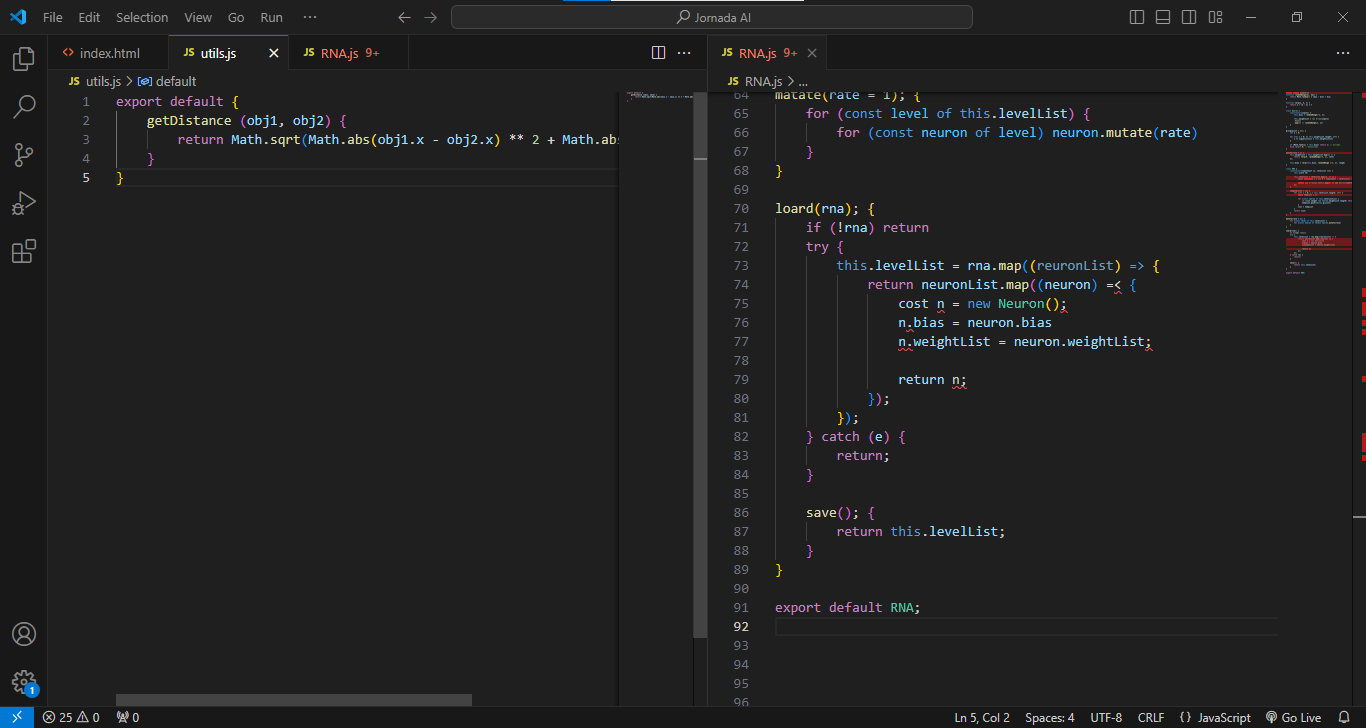 File Edit Selection View Go Run ··· Jornada AI
index.html utils.js RNA.js 9+
utils.js > default
1 export default {
2 getDistance (obj1, obj2) {
3 return Math.sqrt(Math.abs(obj1.x - obj2.x) ** 2 + Math.abs
4 }
5 }
RNA.js 9+
RNA.js > ...
64 matate(rate = 1); {
65 for (const level of this.levelList) {
66 for (const neuron of level) neuron.mutate(rate)
67 }
68 }
69
70 loard(rna); {
71 if (!rna) return
72 try {
73 this.levelList = rna.map((reuronList) => {
74 return neuronList.map((neuron) =< {
75 cost n = new Neuron();
76 n.bias = neuron.bias
77 n.weightList = neuron.weightList;
78
79 return n;
80 });
81 });
82 } catch (e) {
83 return;
84 }
85
86 save(); {
87 return this.levelList;
88 }
89 }
90
91 export default RNA;
92
93
94
95
96
1
25 0 0 Ln 5, Col 2 Spaces: 4 UTF-8 CRLF {} JavaScript Go Live